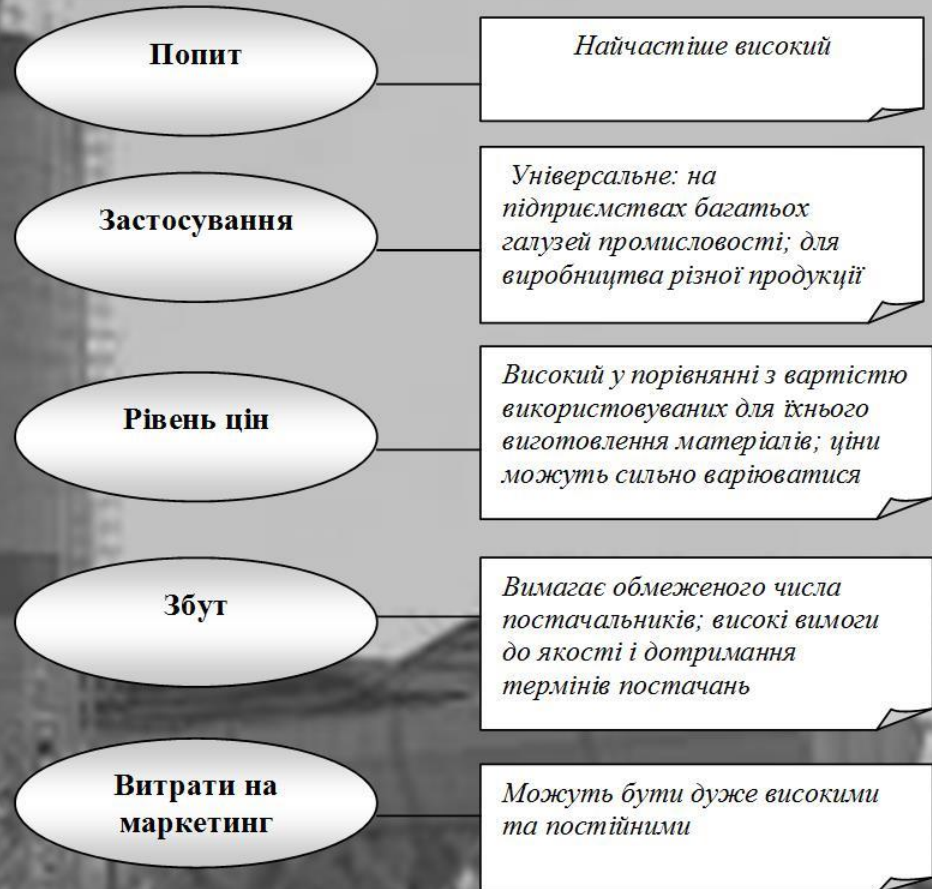 Попит
Найчастіше високий
Застосування
Універсальне: на
підприємствах багатьох
галузей промисловості; для
виробництва різної продукції
Рівень цін
Високий у порівнянні з вартістю
використовуваних для їхнього
виготовлення матеріалів; ціни
можуть сильно варіюватися
Збут
Вимагає обмеженого числа
постачальників; високі вимоги
до якості і дотримання
термінів постачань
Витрати на
маркетинг
Можуть бути дуже високими
та постійними